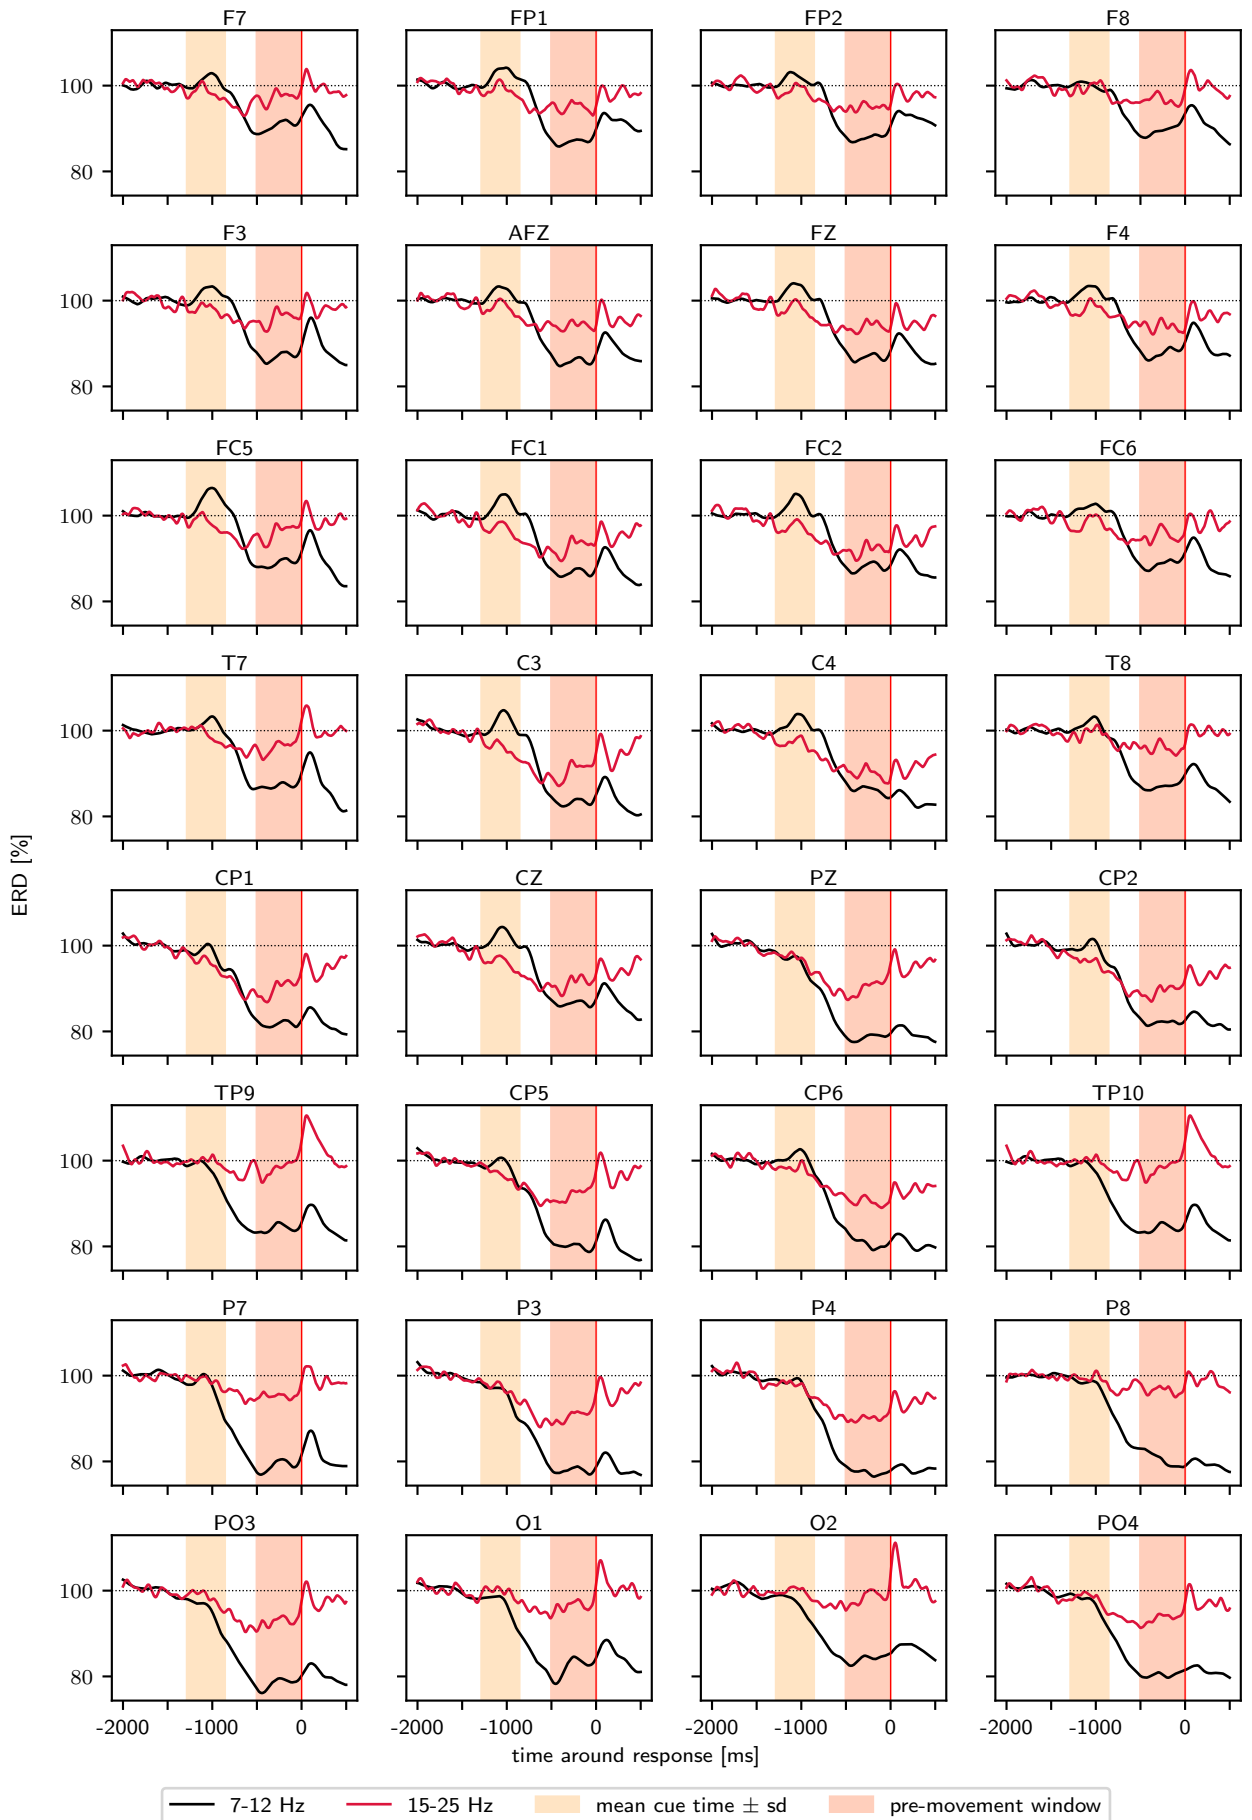 F7 FP1 FP2 F8
100
80
F3 AFZ FZ F4
100
80
FC5 FC1 FC2 FC6
100
80
T7 C3 C4 T8
100
80
ERD [%]
CP1 CZ PZ CP2
100
80
TP9 CP5 CP6 TP10
100
80
P7 P3 P4 P8
100
80
PO3 O1 O2 PO4
100
80
-2000 -1000 0 -2000 -1000 0 -2000 -1000 0 -2000 -1000 0
time around response [ms]
7-12 Hz 15-25 Hz mean cue time ± sd pre-movement window